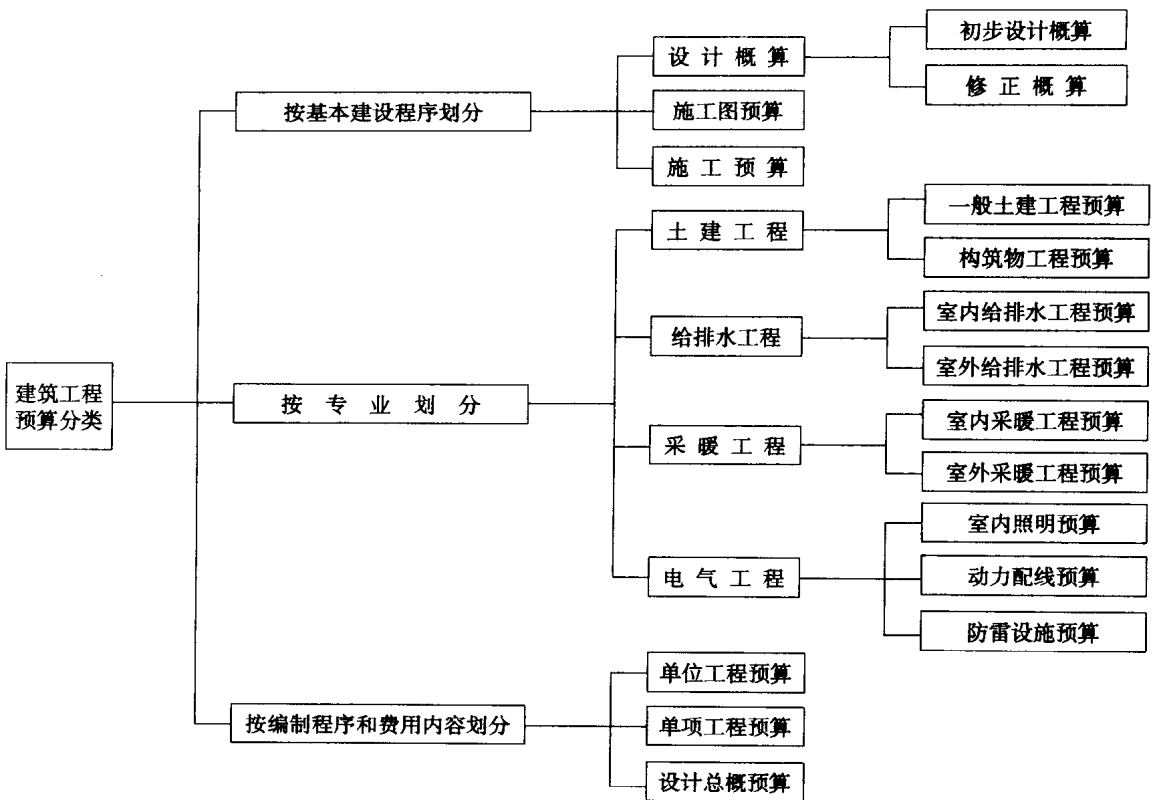 建筑工程
预算分类
按基本建设程序划分
设计概算
初步设计概算
修正概算
施工图预算
施工预算
按专业划分
土建工程
一般土建工程预算
构筑物工程预算
给排水工程
室内给排水工程预算
室外给排水工程预算
采暖工程
室内采暖工程预算
室外采暖工程预算
电气工程
室内照明预算
动力配线预算
防雷设施预算
按编制程序和费用内容划分
单位工程预算
单项工程预算
设计总概预算